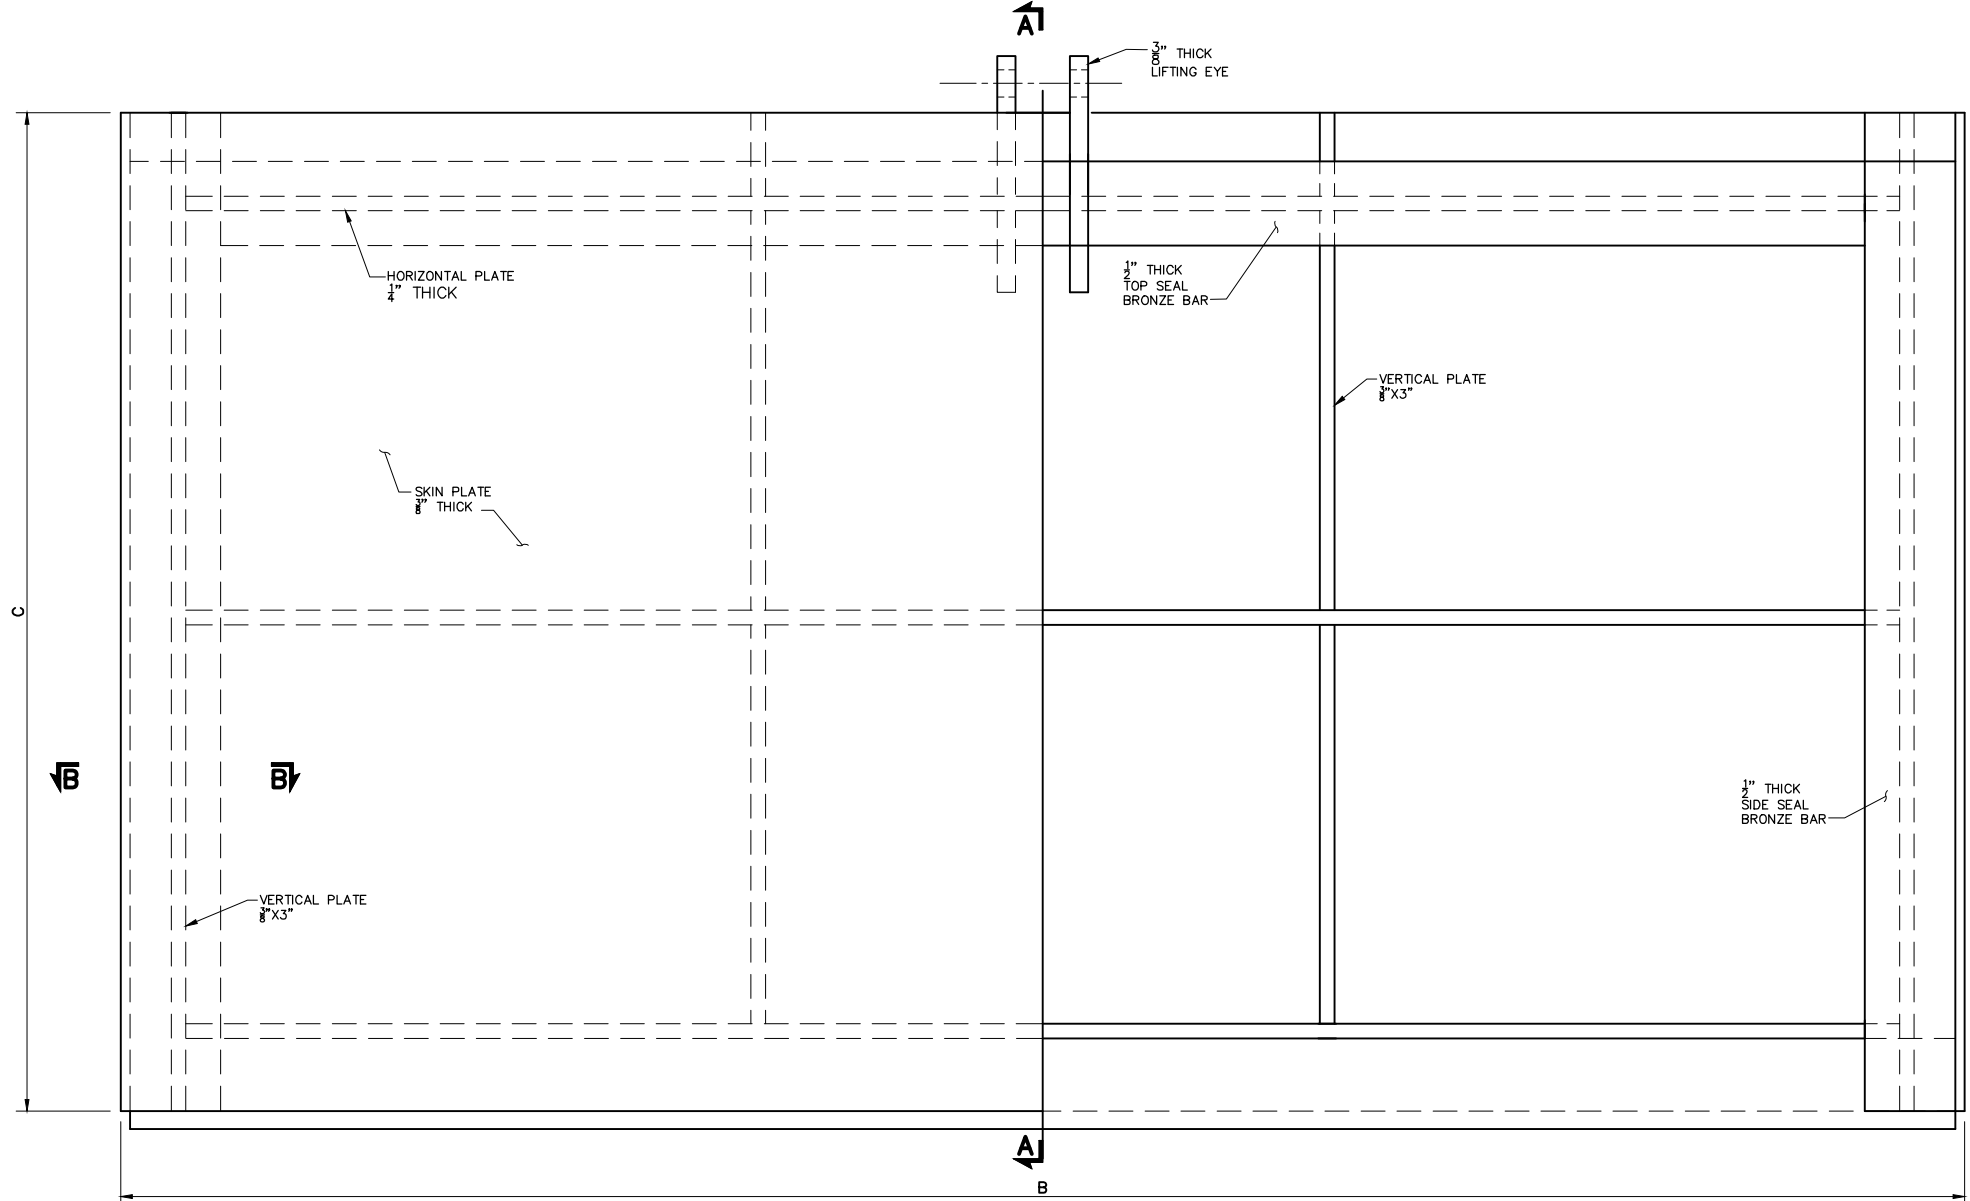 A
3/8" THICK
LIFTING EYE
HORIZONTAL PLATE
1/4" THICK
1/2" THICK
TOP SEAL
BRONZE BAR
VERTICAL PLATE
3/8"X3"
SKIN PLATE
3/8" THICK
C
B
B
1/2" THICK
SIDE SEAL
BRONZE BAR
VERTICAL PLATE
3/8"X3"
A
B